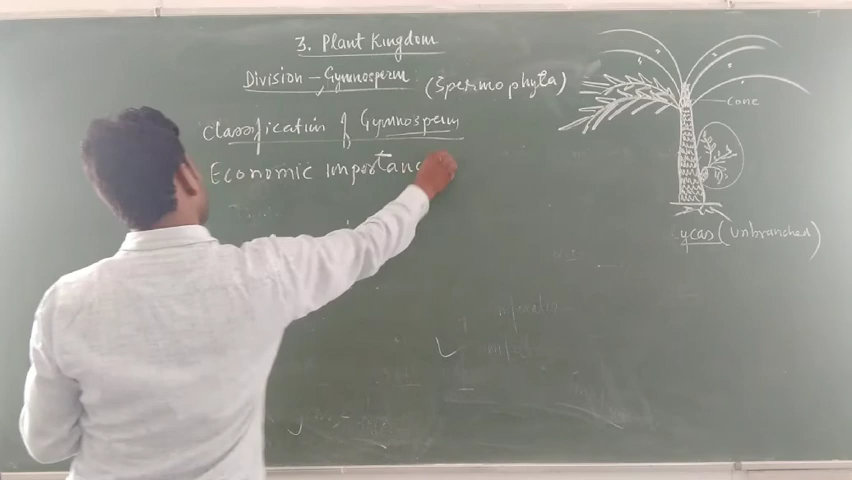 3. Plant Kingdom
Division - Gymnosperm (Spermophyta)
Classification of Gymnosperm
Economic importanc
Cone
ycas (unbranched)